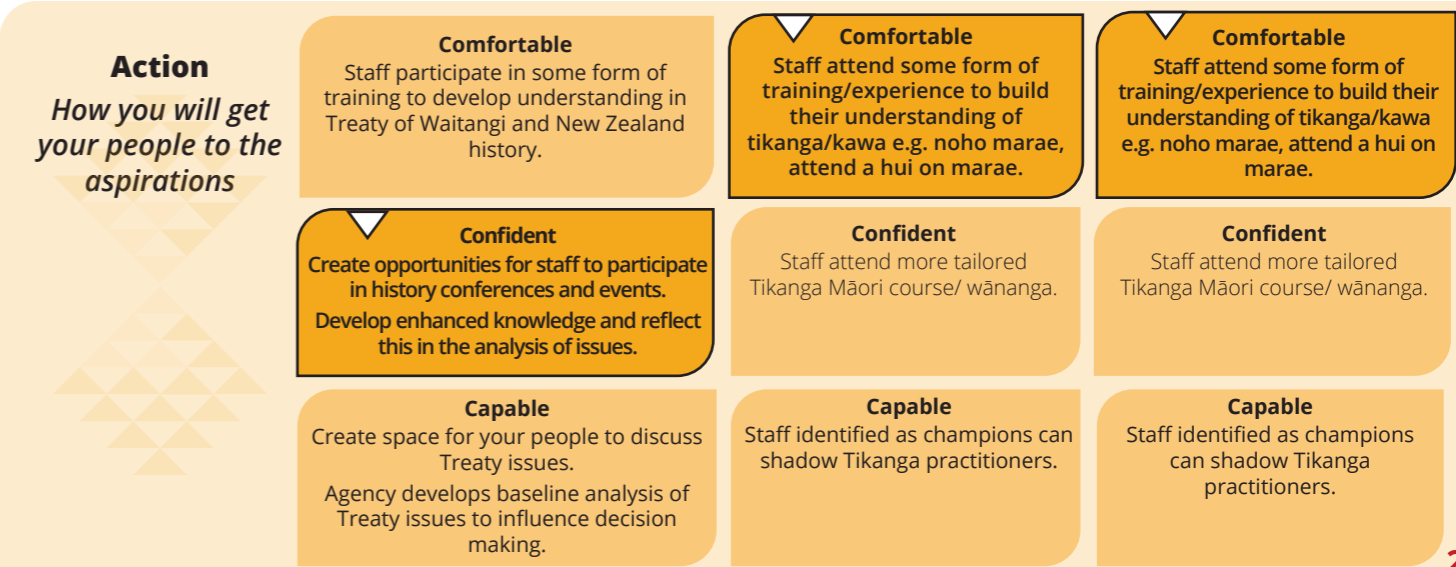 Action
How you will get
your people to the
aspirations
Comfortable
Staff participate in some form of
training to develop understanding in
Treaty of Waitangi and New Zealand
history.
Comfortable
Staff attend some form of
training/experience to build
their understanding of
tikanga/kawa e.g. noho marae,
attend a hui on marae.
Comfortable
Staff attend some form of
training/experience to build their
understanding of tikanga/kawa
e.g. noho marae, attend a hui on
marae.
Confident
Create opportunities for staff to participate
in history conferences and events.
Develop enhanced knowledge and reflect
this in the analysis of issues.
Confident
Staff attend more tailored
Tikanga Māori course/ wānanga.
Confident
Staff attend more tailored
Tikanga Māori course/ wānanga.
Capable
Create space for your people to discuss
Treaty issues.
Agency develops baseline analysis of
Treaty issues to influence decision
making.
Capable
Staff identified as champions can
shadow Tikanga practitioners.
Capable
Staff identified as champions
can shadow Tikanga
practitioners.